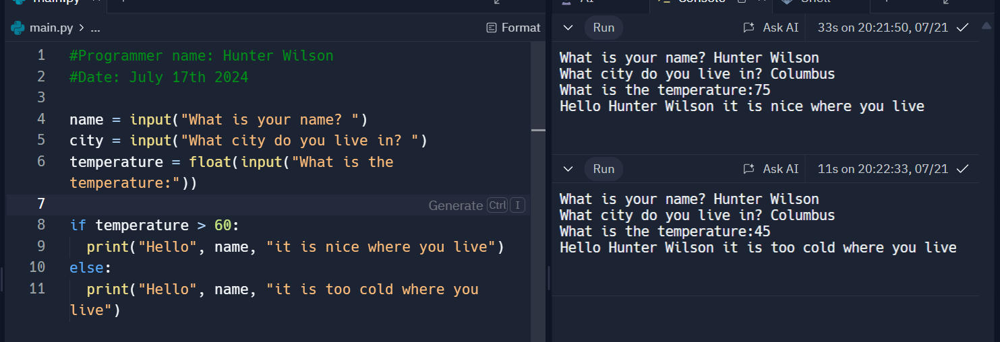 main.py
AI
Console
Shell
main.py > ...
Format
1 #Programmer name: Hunter Wilson
2 #Date: July 17th 2024
3
4 name = input("What is your name? ")
5 city = input("What city do you live in? ")
6 temperature = float(input("What is the
temperature:"))
7 Generate Ctrl I
8 if temperature > 60:
9 print("Hello", name, "it is nice where you live")
10 else:
11 print("Hello", name, "it is too cold where you
live")
Run Ask AI 33s on 20:21:50, 07/21
What is your name? Hunter Wilson
What city do you live in? Columbus
What is the temperature:75
Hello Hunter Wilson it is nice where you live
Run Ask AI 11s on 20:22:33, 07/21
What is your name? Hunter Wilson
What city do you live in? Columbus
What is the temperature:45
Hello Hunter Wilson it is too cold where you live